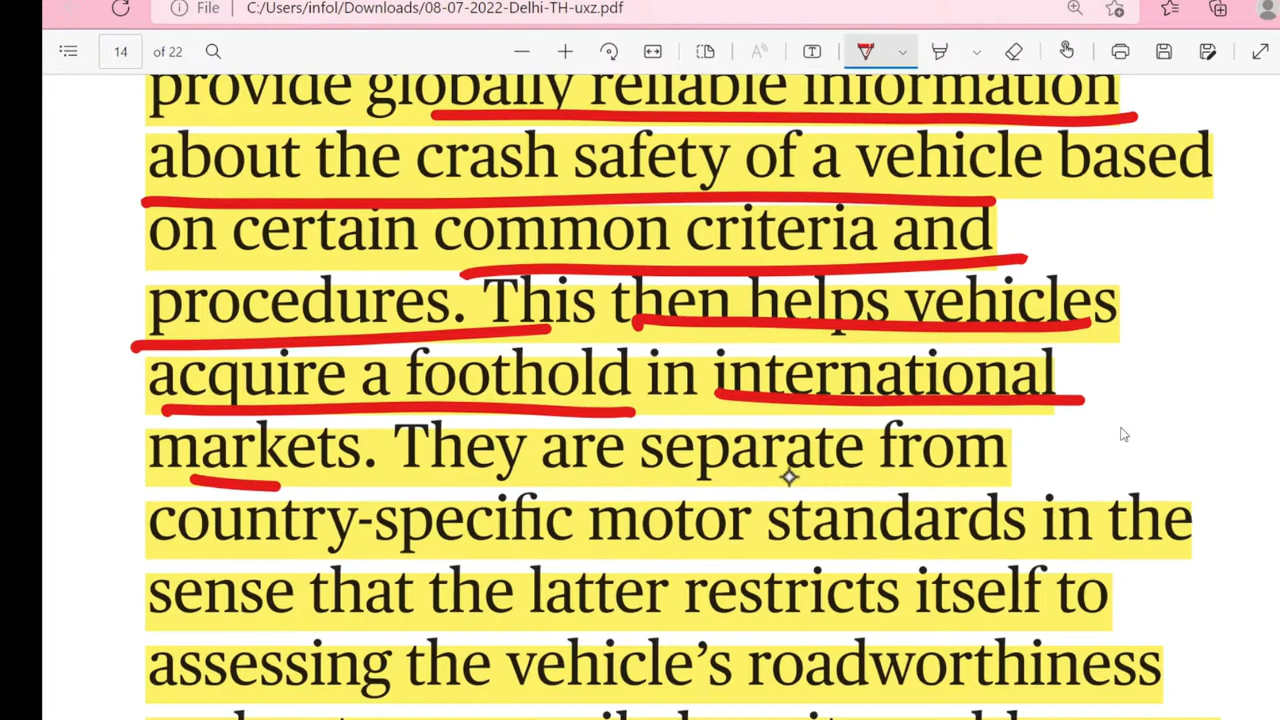 File C:/Users/infol/Downloads/08-07-2022-Delhi-TH-uxz.pdf
14 of 22
provide globally reliable information
about the crash safety of a vehicle based
on certain common criteria and
procedures. This then helps vehicles
acquire a foothold in international
markets. They are separate from
country-specific motor standards in the
sense that the latter restricts itself to
assessing the vehicle’s roadworthiness